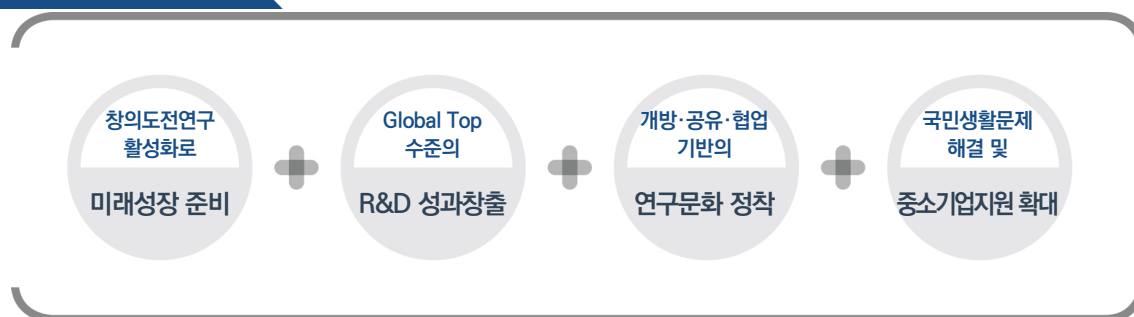 창의도전연구
활성화로
미래성장 준비
Global Top
수준의
R&D 성과창출
개방·공유·협업
기반의
연구문화 정착
국민생활문제
해결 및
중소기업지원 확대